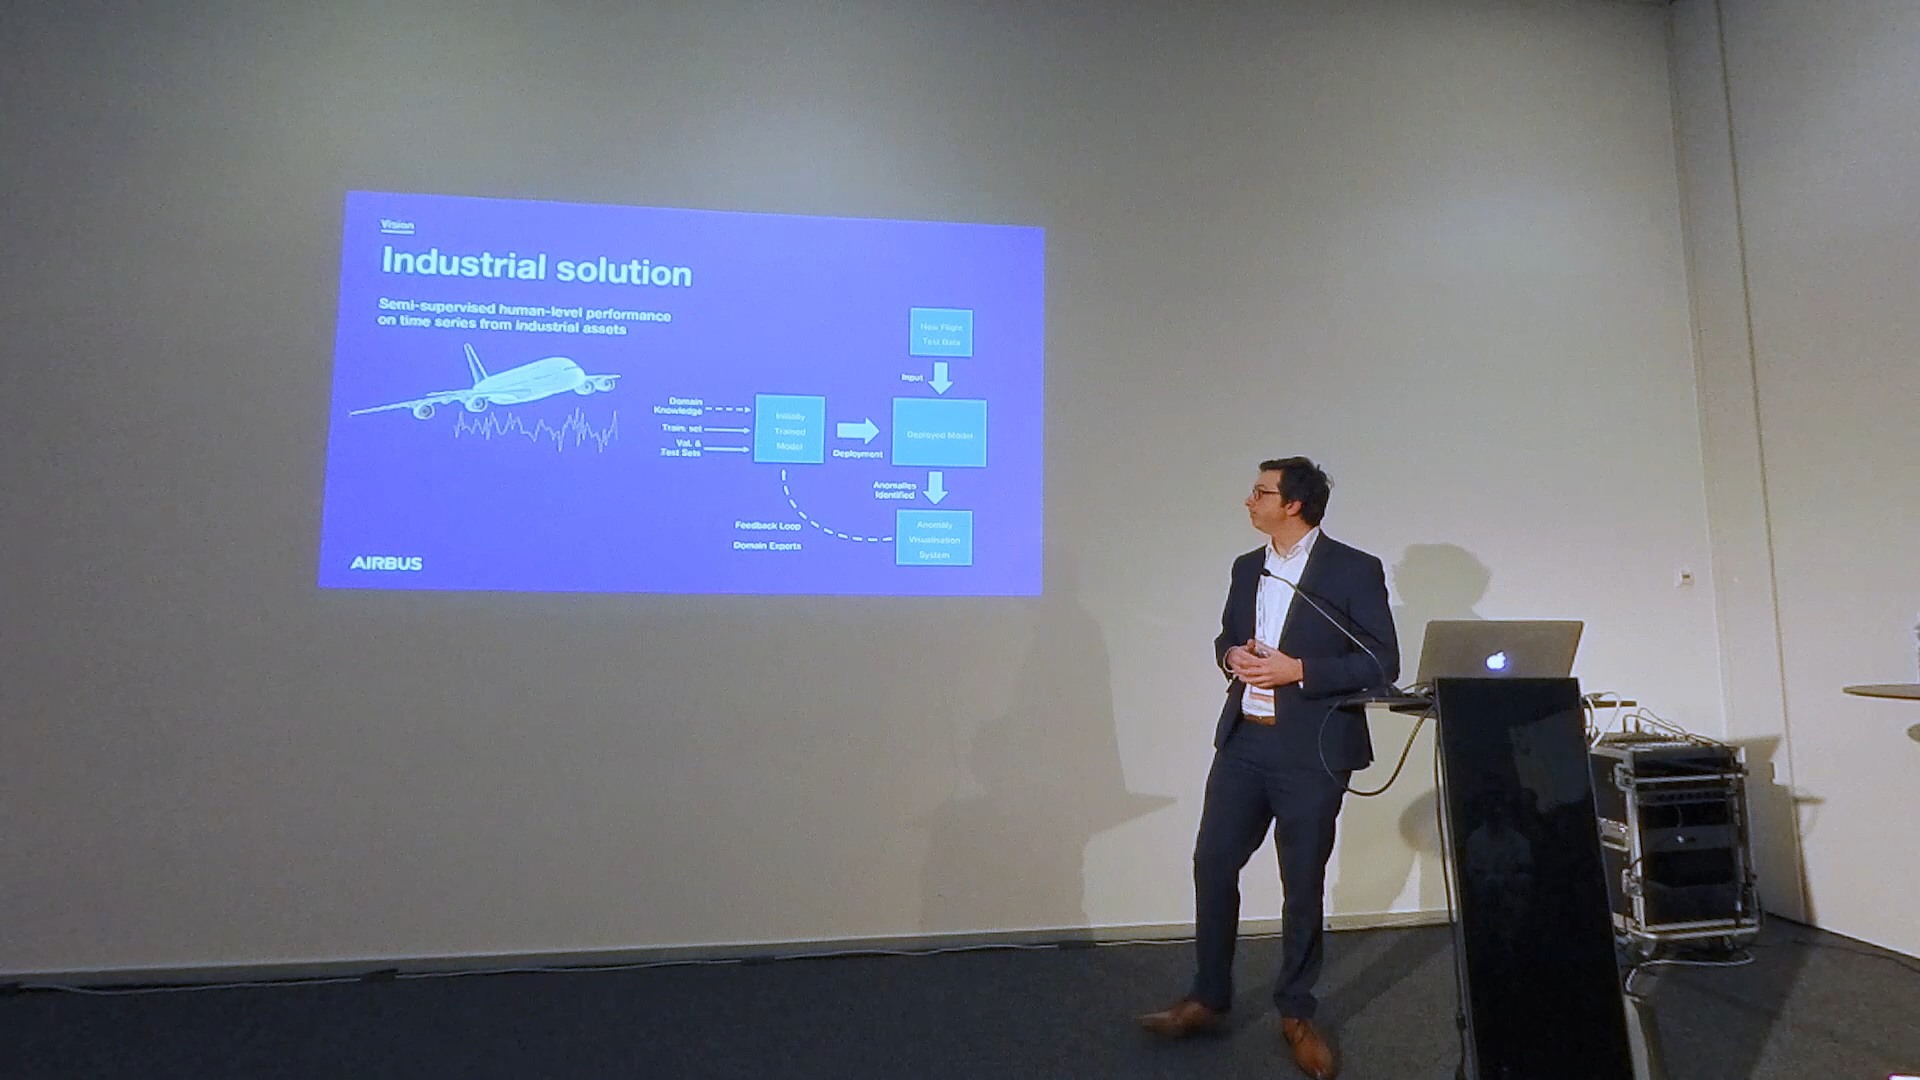 Vision
Industrial solution
Semi-supervised human-level performance
on time series from industrial assets
New Flight
Test Data
Input
Domain
Knowledge
Train. set
Val. &
Test Sets
Initially
Trained
Model
Deployment
Deployed Model
Anomalies
Identified
Feedback Loop
Domain Experts
Anomaly
Visualisation
System
AIRBUS